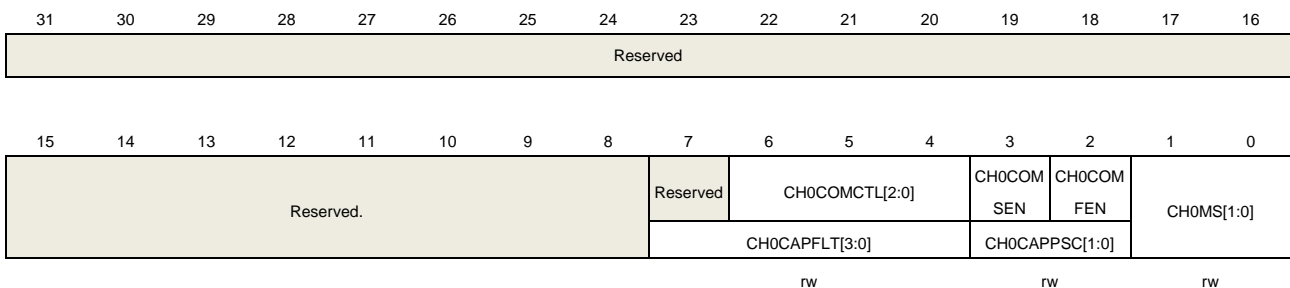 31 30 29 28 27 26 25 24 23 22 21 20 19 18 17 16
Reserved
15 14 13 12 11 10 9 8 7 6 5 4 3 2 1 0
Reserved.
Reserved
CH0COMCTL[2:0]
CH0COM
SEN
CH0COM
FEN
CH0MS[1:0]
CH0CAPFLT[3:0]
CH0CAPPSC[1:0]
rw rw rw